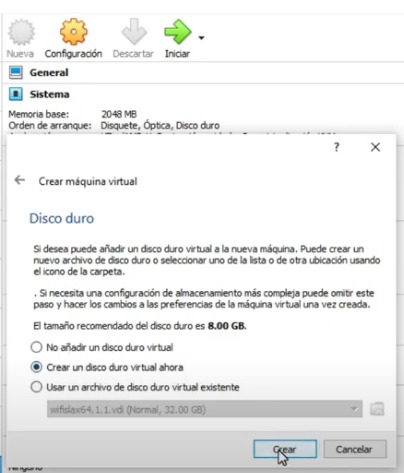 Nueva Configuración Descartar Iniciar
General
Sistema
Memoria base: 2048 MB
Orden de arranque: Disquete, Óptica, Disco duro
? ×
← Crear máquina virtual
Disco duro
Si desea puede añadir un disco duro virtual a la nueva máquina. Puede crear un
nuevo archivo de disco duro o seleccionar uno de la lista o de otra ubicación usando
el icono de la carpeta.
. Si necesita una configuración de almacenamiento más compleja puede omitir este
paso y hacer los cambios a las preferencias de la máquina virtual una vez creada.
El tamaño recomendado del disco duro es 8.00 GB.
No añadir un disco duro virtual
Crear un disco duro virtual ahora
Usar un archivo de disco duro virtual existente
wifislax64.1.1.vdi (Normal, 32.00 GB)
Crear Cancelar
Ninguno